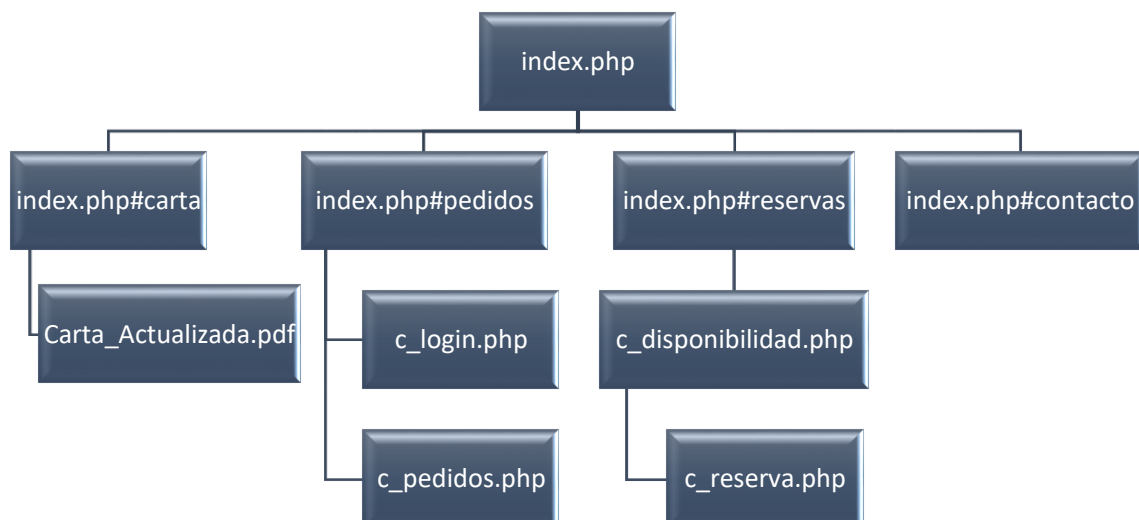 index.php
index.php#carta
index.php#pedidos
index.php#reservas
index.php#contacto
Carta_Actualizada.pdf
c_login.php
c_disponibilidad.php
c_pedidos.php
c_reserva.php